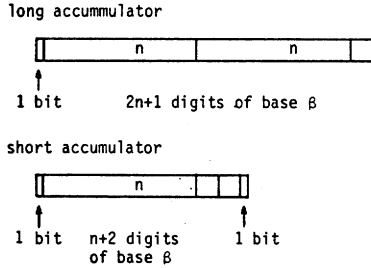 long accummulator
n n
1 bit 2n+1 digits of base β
short accumulator
n
1 bit n+2 digits 1 bit
of base β